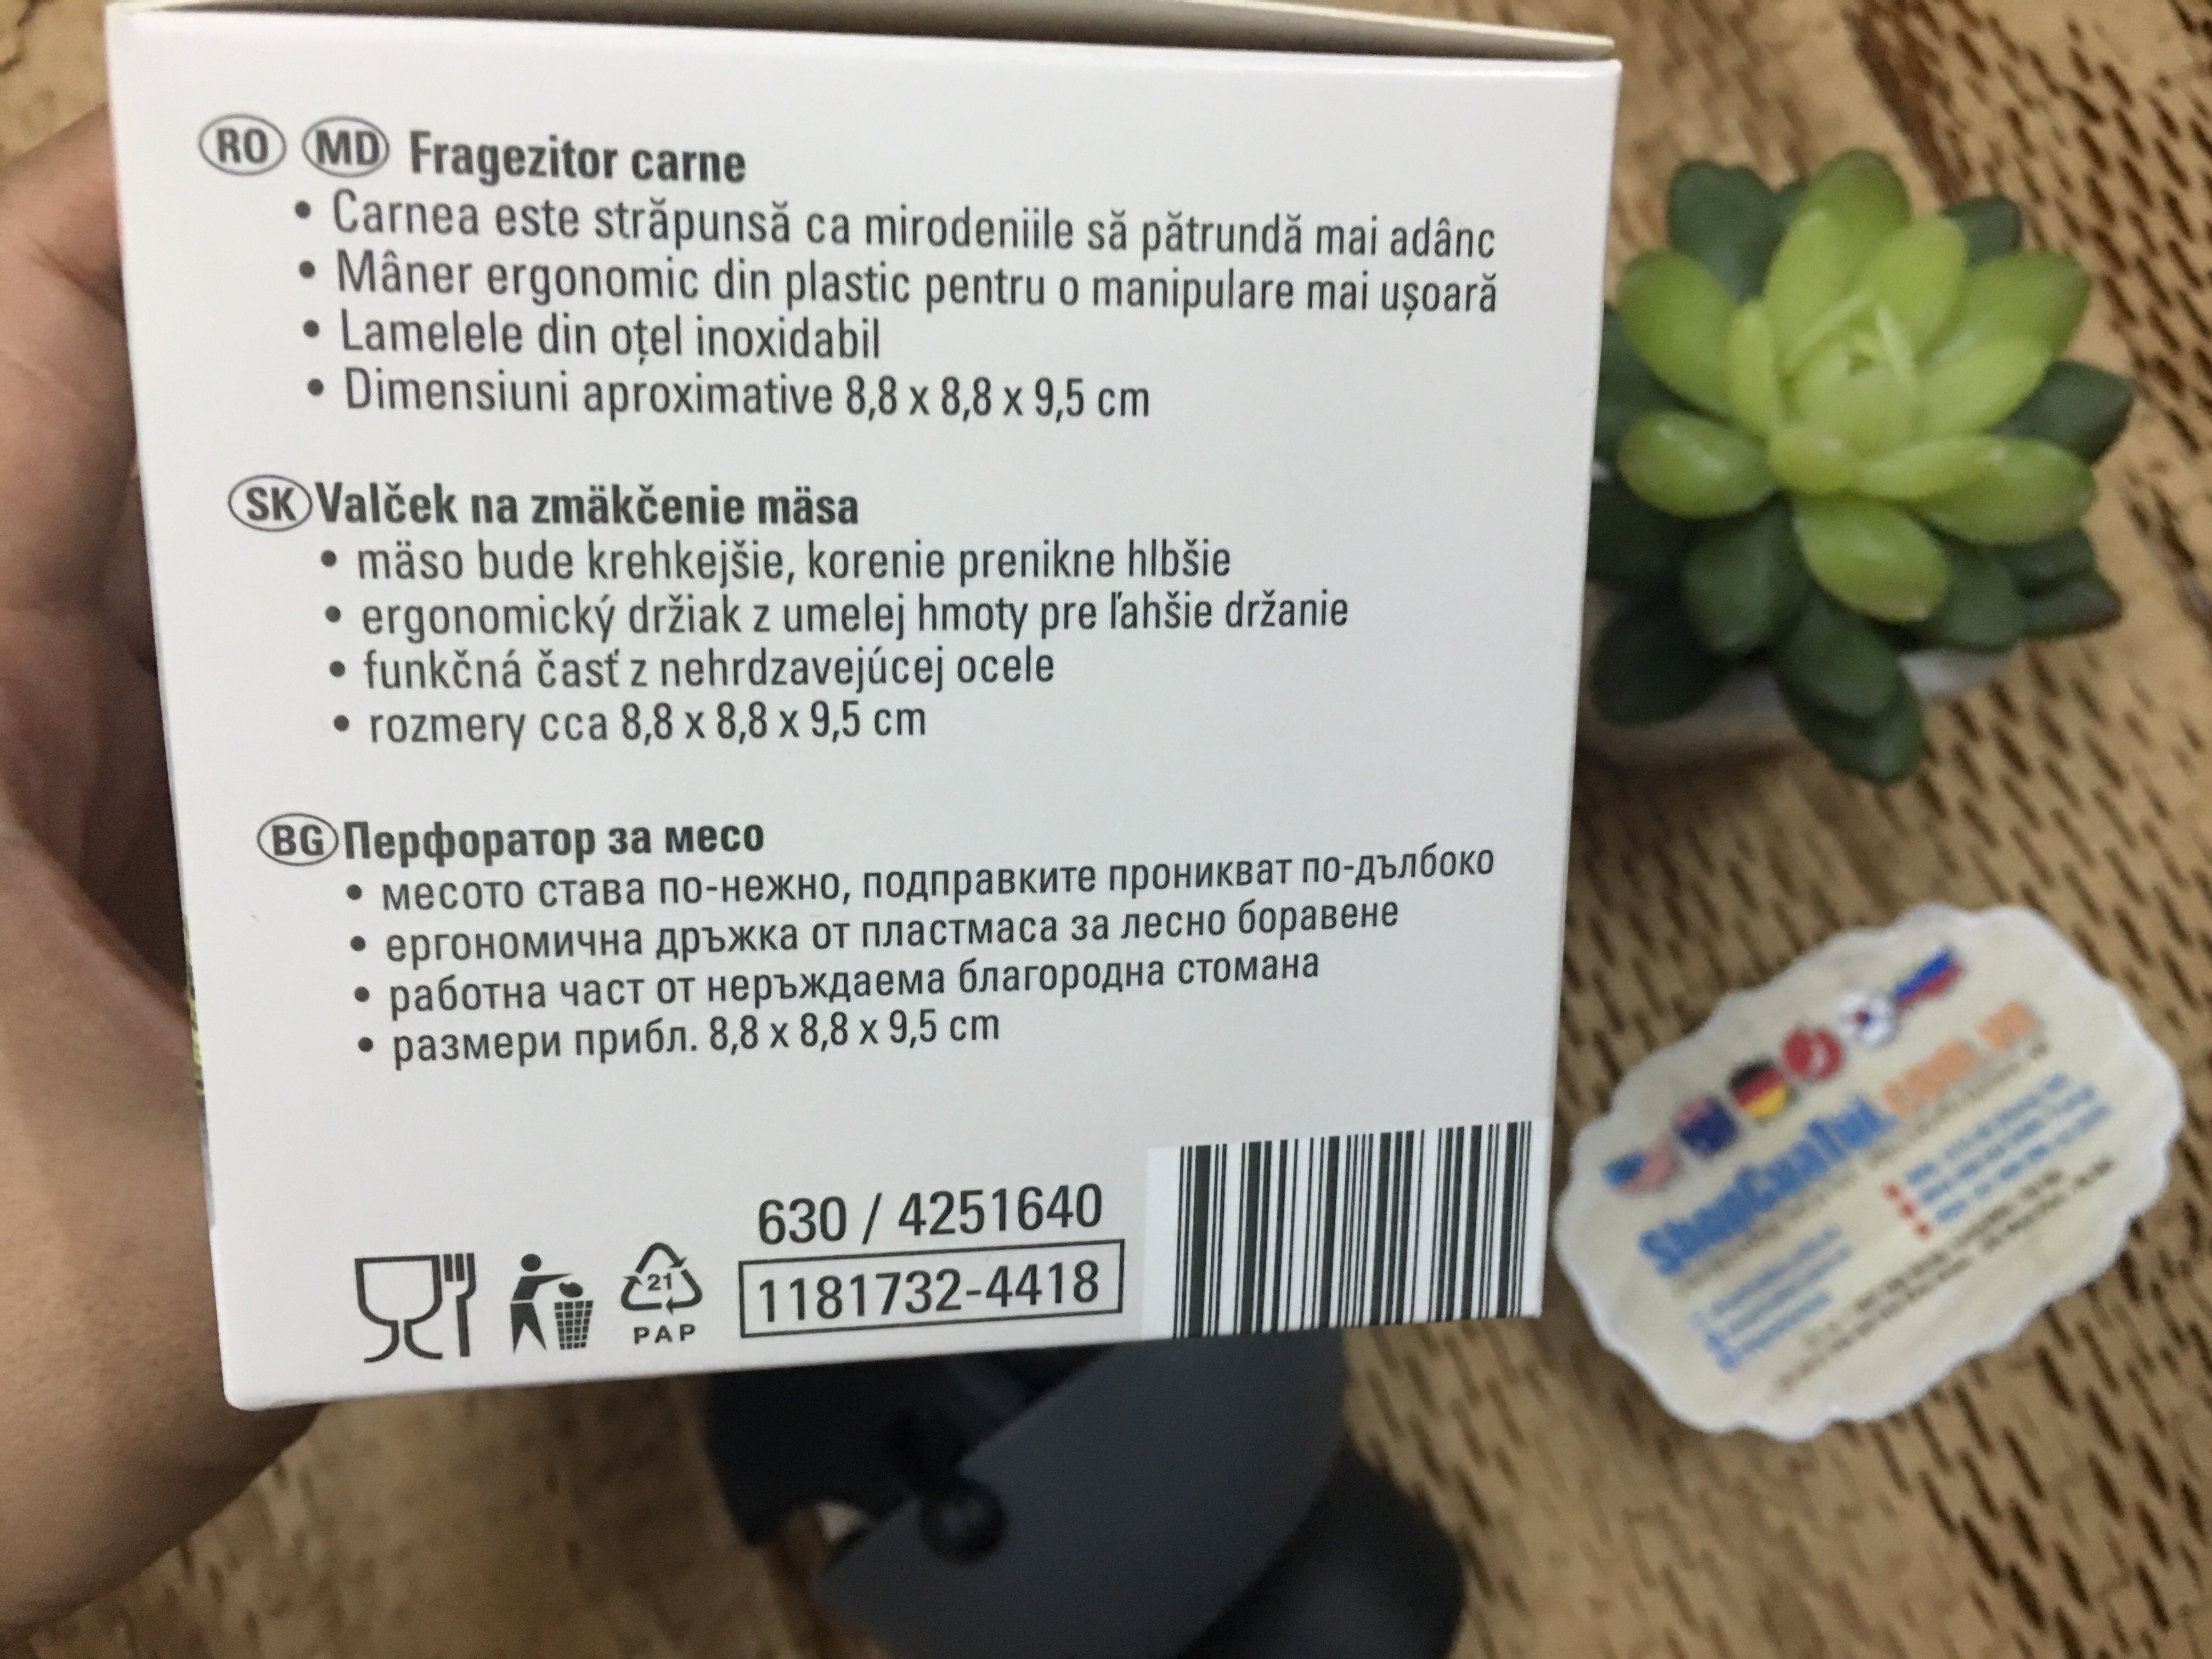 RO MD Fragezitor carne
• Carnea este străpunsă ca mirodeniile să pătrundă mai adânc
• Mâner ergonomic din plastic pentru o manipulare mai ușoară
• Lamelele din oțel inoxidabil
• Dimensiuni aproximative 8,8 x 8,8 x 9,5 cm
SK Valček na zmäkčenie mäsa
• mäso bude krehkejšie, korenie prenikne hlbšie
• ergonomický držiak z umelej hmoty pre ľahšie držanie
• funkčná časť z nehrdzavejúcej ocele
• rozmery cca 8,8 x 8,8 x 9,5 cm
BG Перфоратор за месо
• месото става по-нежно, подправките проникват по-дълбоко
• ергономична дръжка от пластмаса за лесно боравене
• работна част от неръждаема благородна стомана
• размери прибл. 8,8 x 8,8 x 9,5 cm
630 / 4251640
1181732-4418
21
PAP